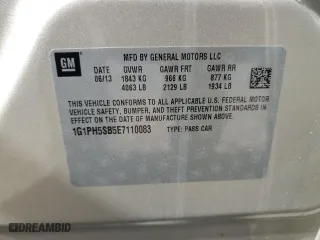 GM
MFD BY GENERAL MOTORS LLC
DATE GVWR GAWR FRT GAWR RR
06/13 1843 KG 966 KG 877 KG
4063 LB 2129 LB 1934 LB
THIS VEHICLE CONFORMS TO ALL APPLICABLE U.S. FEDERAL MOTOR
VEHICLE SAFETY, BUMPER, AND THEFT PREVENTION STANDARDS IN
EFFECT ON THE DATE OF MANUFACTURE SHOWN ABOVE.
1G1PH5SB5E7110083 TYPE: PASS CAR
DREAMBID